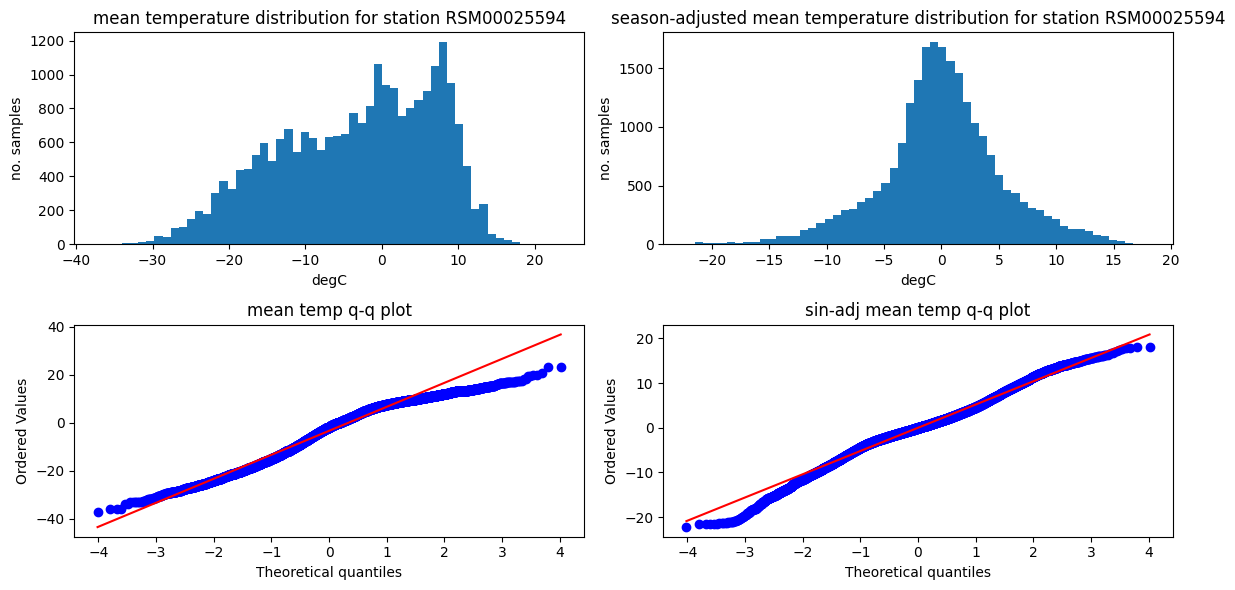 mean temperature distribution for station RSM00025594
1200
1000
800
600
400
200
0
no. samples
−40 −30 −20 −10 0 10 20
degC
season-adjusted mean temperature distribution for station RSM00025594
1500
1000
500
0
no. samples
−20 −15 −10 −5 0 5 10 15 20
degC
mean temp q-q plot
40
20
0
−20
−40
Ordered Values
−4 −3 −2 −1 0 1 2 3 4
Theoretical quantiles
sin-adj mean temp q-q plot
20
10
0
−10
−20
Ordered Values
−4 −3 −2 −1 0 1 2 3 4
Theoretical quantiles